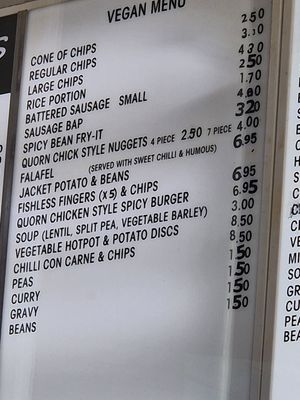 VEGAN MENU
CONE OF CHIPS 2.50
REGULAR CHIPS 3.10
LARGE CHIPS
RICE PORTION 2.50
BATTERED SAUSAGE SMALL 1.70
SAUSAGE BAP
SPICY BEAN FRY-IT 3.20
QUORN CHICK STYLE NUGGETS 4 PIECE 2.50 7 PIECE 4.00
FALAFEL (SERVED WITH SWEET CHILLI & HUMOUS) 6.95
JACKET POTATO & BEANS
FISHLESS FINGERS (X5) & CHIPS 6.95
QUORN CHICKEN STYLE SPICY BURGER 6.95
SOUP (LENTIL, SPLIT PEA, VEGETABLE BARLEY) 3.00
VEGETABLE HOTPOT & POTATO DISCS 8.50
CHILLI CON CARNE & CHIPS 8.50
PEAS 1.50
CURRY 1.50
GRAVY 1.50
BEANS 1.50